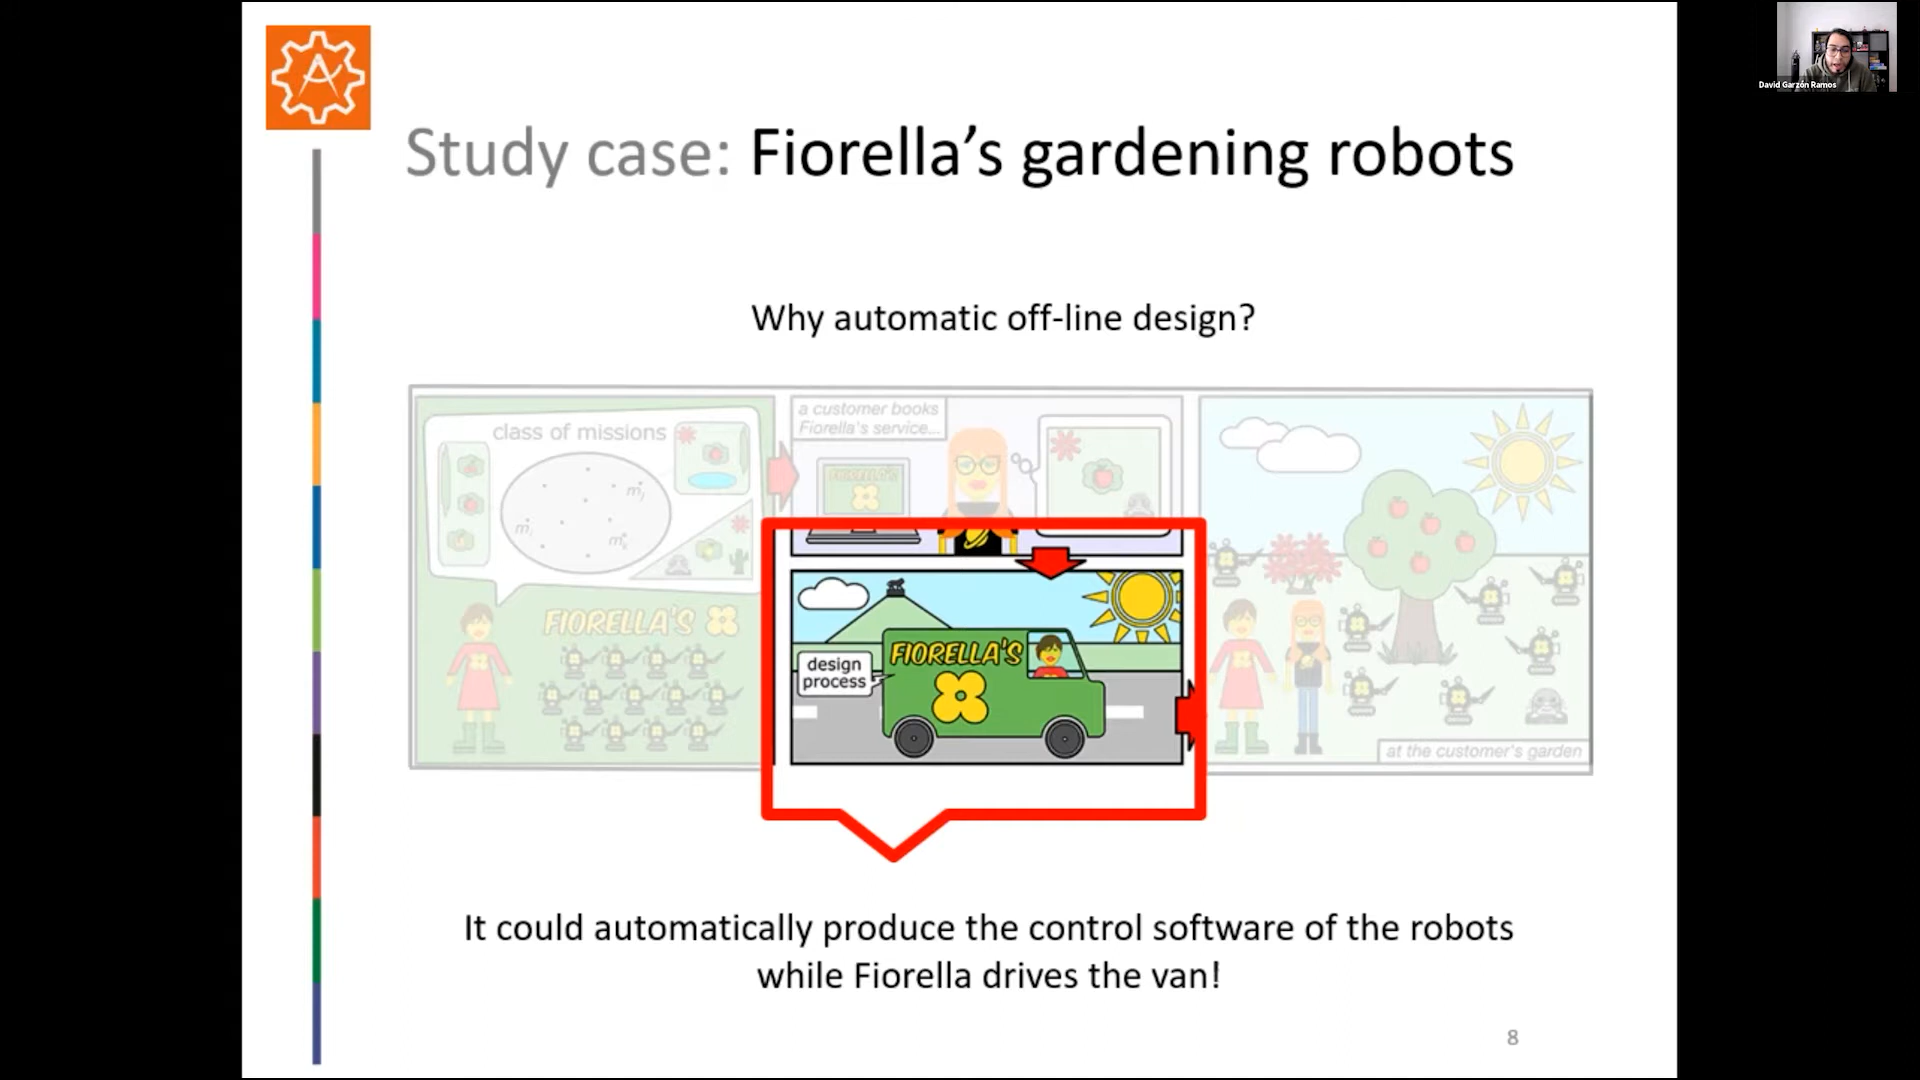 David Garzón Ramos
Study case: Fiorella's gardening robots
Why automatic off-line design?
class of missions
a customer books
Fiorella's service...
FIORELLA'S
FIORELLA'S
design
process
FIORELLA'S
at the customer's garden
It could automatically produce the control software of the robots
while Fiorella drives the van!
8